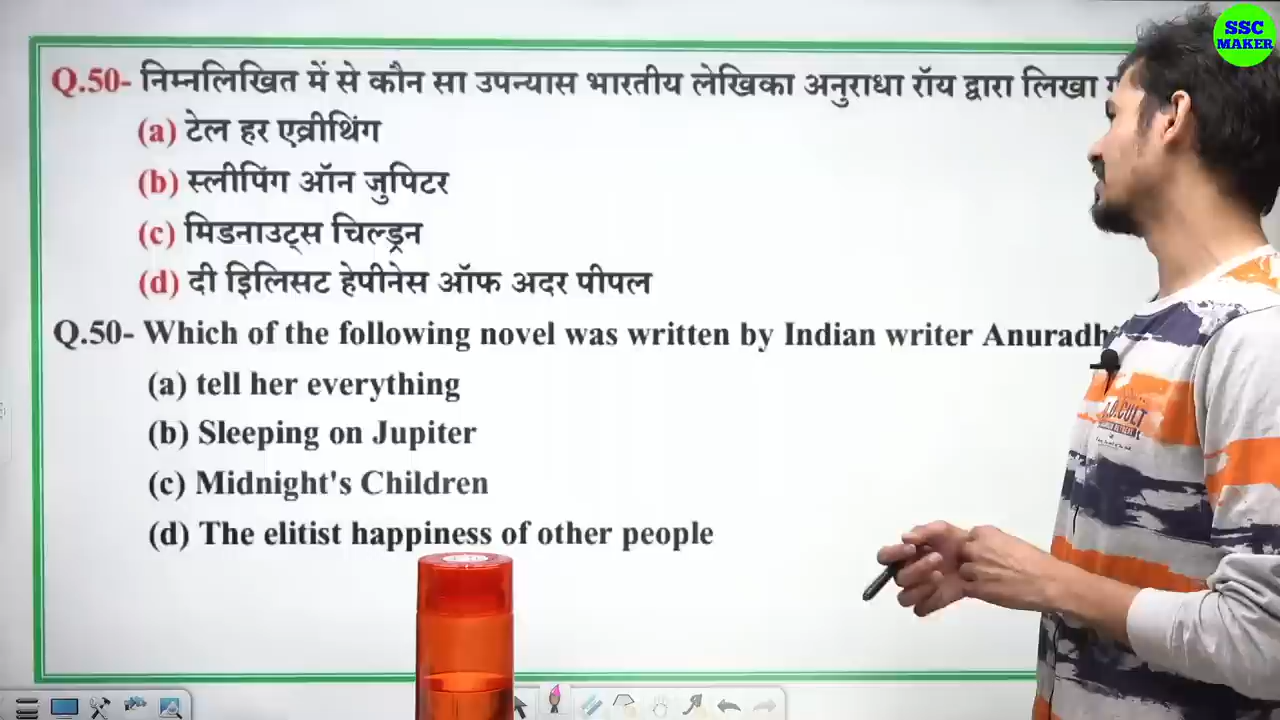 SSC
MAKER
Q.50- निम्नलिखित में से कौन सा उपन्यास भारतीय लेखिका अनुराधा रॉय द्वारा लिखा
(a) टेल हर एव्रीथिंग
(b) स्लीपिंग ऑन जुपिटर
(c) मिडनाउट्स चिल्ड्रन
(d) दी इिलिसट हेपीनेस ऑफ अदर पीपल
Q.50- Which of the following novel was written by Indian writer Anuradh
(a) tell her everything
(b) Sleeping on Jupiter
(c) Midnight's Children
(d) The elitist happiness of other people